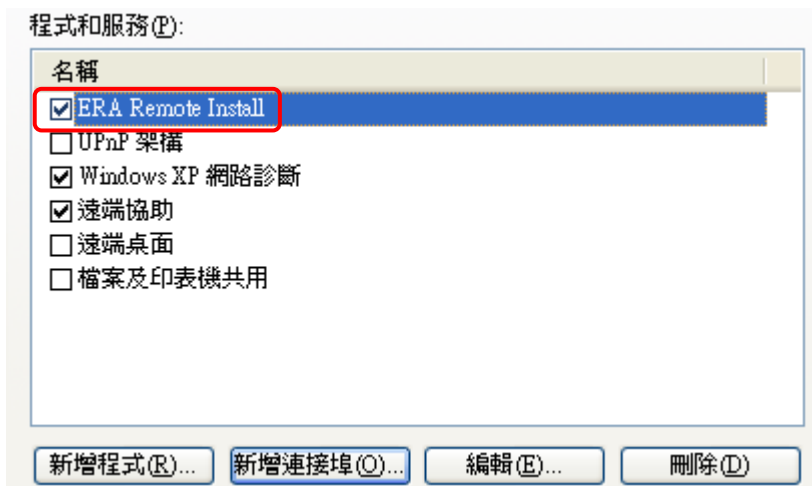 程式和服務(P):
名稱
ERA Remote Install
UPnP 架構
Windows XP 網路診斷
遠端協助
遠端桌面
檔案及印表機共用
新增程式(R)... 新增連接埠(O)... 編輯(E)... 刪除(D)